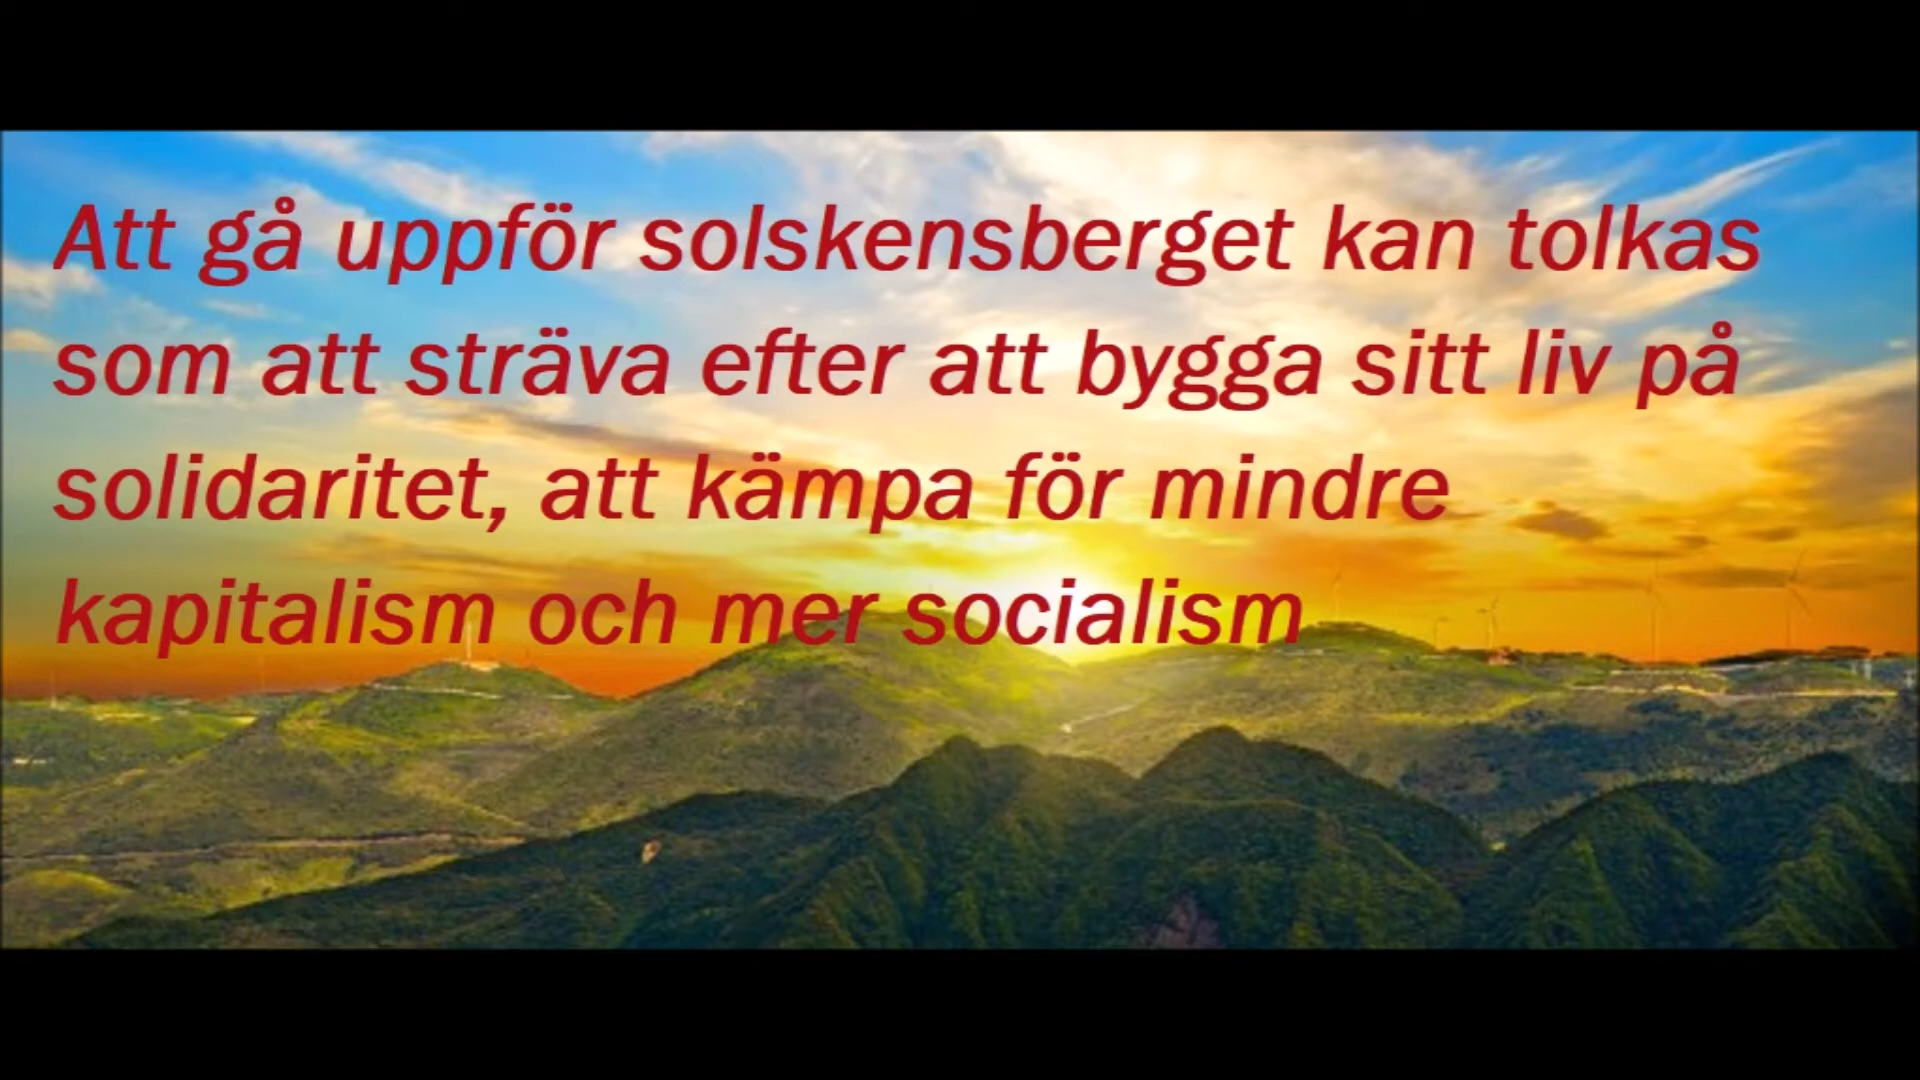 Att gå uppför solskensberget kan tolkas
som att sträva efter att bygga sitt liv på
solidaritet, att kämpa för mindre
kapitalism och mer socialism